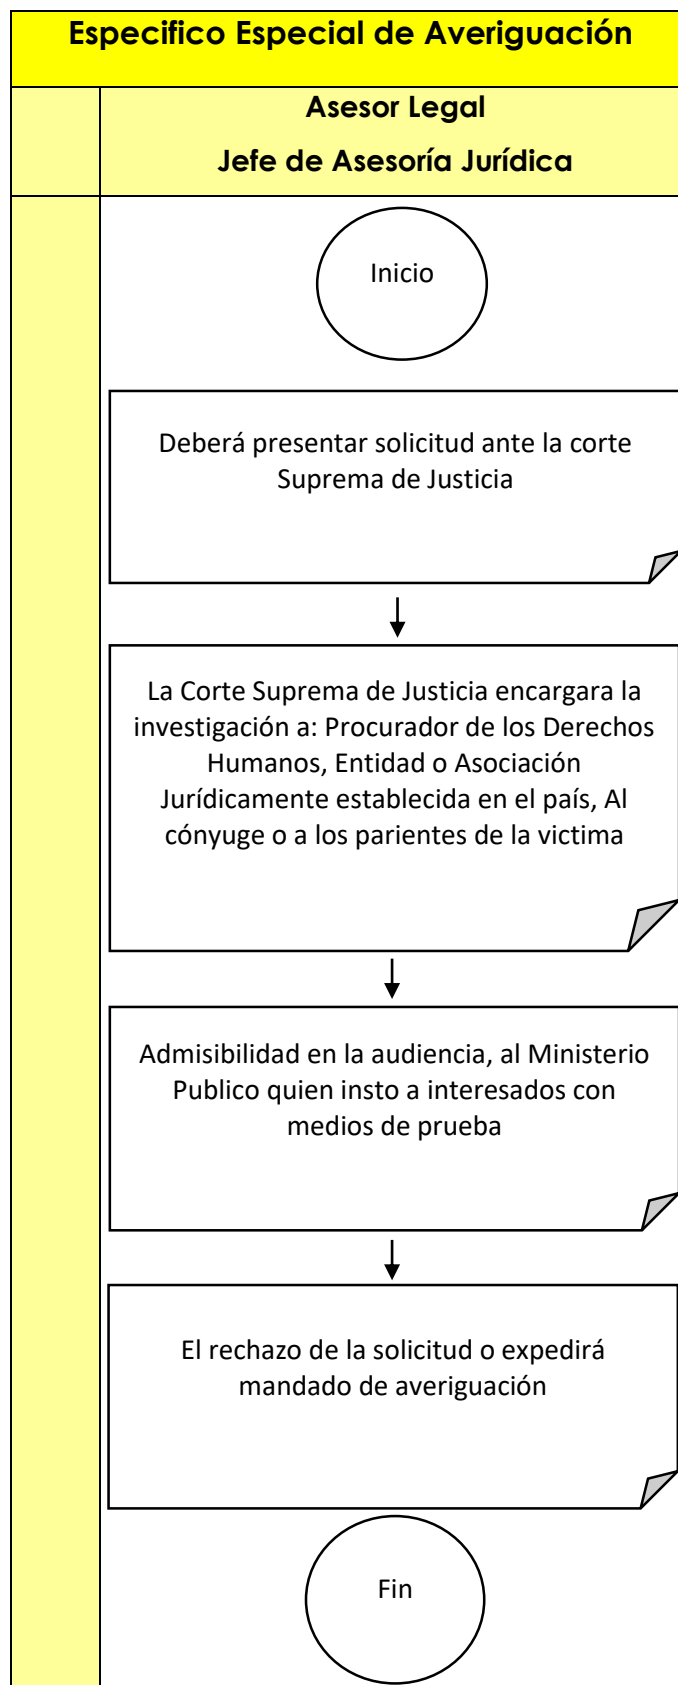 Especifico Especial de Averiguación
Asesor Legal
Jefe de Asesoría Jurídica
Inicio
Deberá presentar solicitud ante la corte
Suprema de Justicia
La Corte Suprema de Justicia encargara la
investigación a: Procurador de los Derechos
Humanos, Entidad o Asociación
Jurídicamente establecida en el país, Al
cónyuge o a los parientes de la victima
Admisibilidad en la audiencia, al Ministerio
Publico quien insto a interesados con
medios de prueba
El rechazo de la solicitud o expedirá
mandado de averiguación
Fin